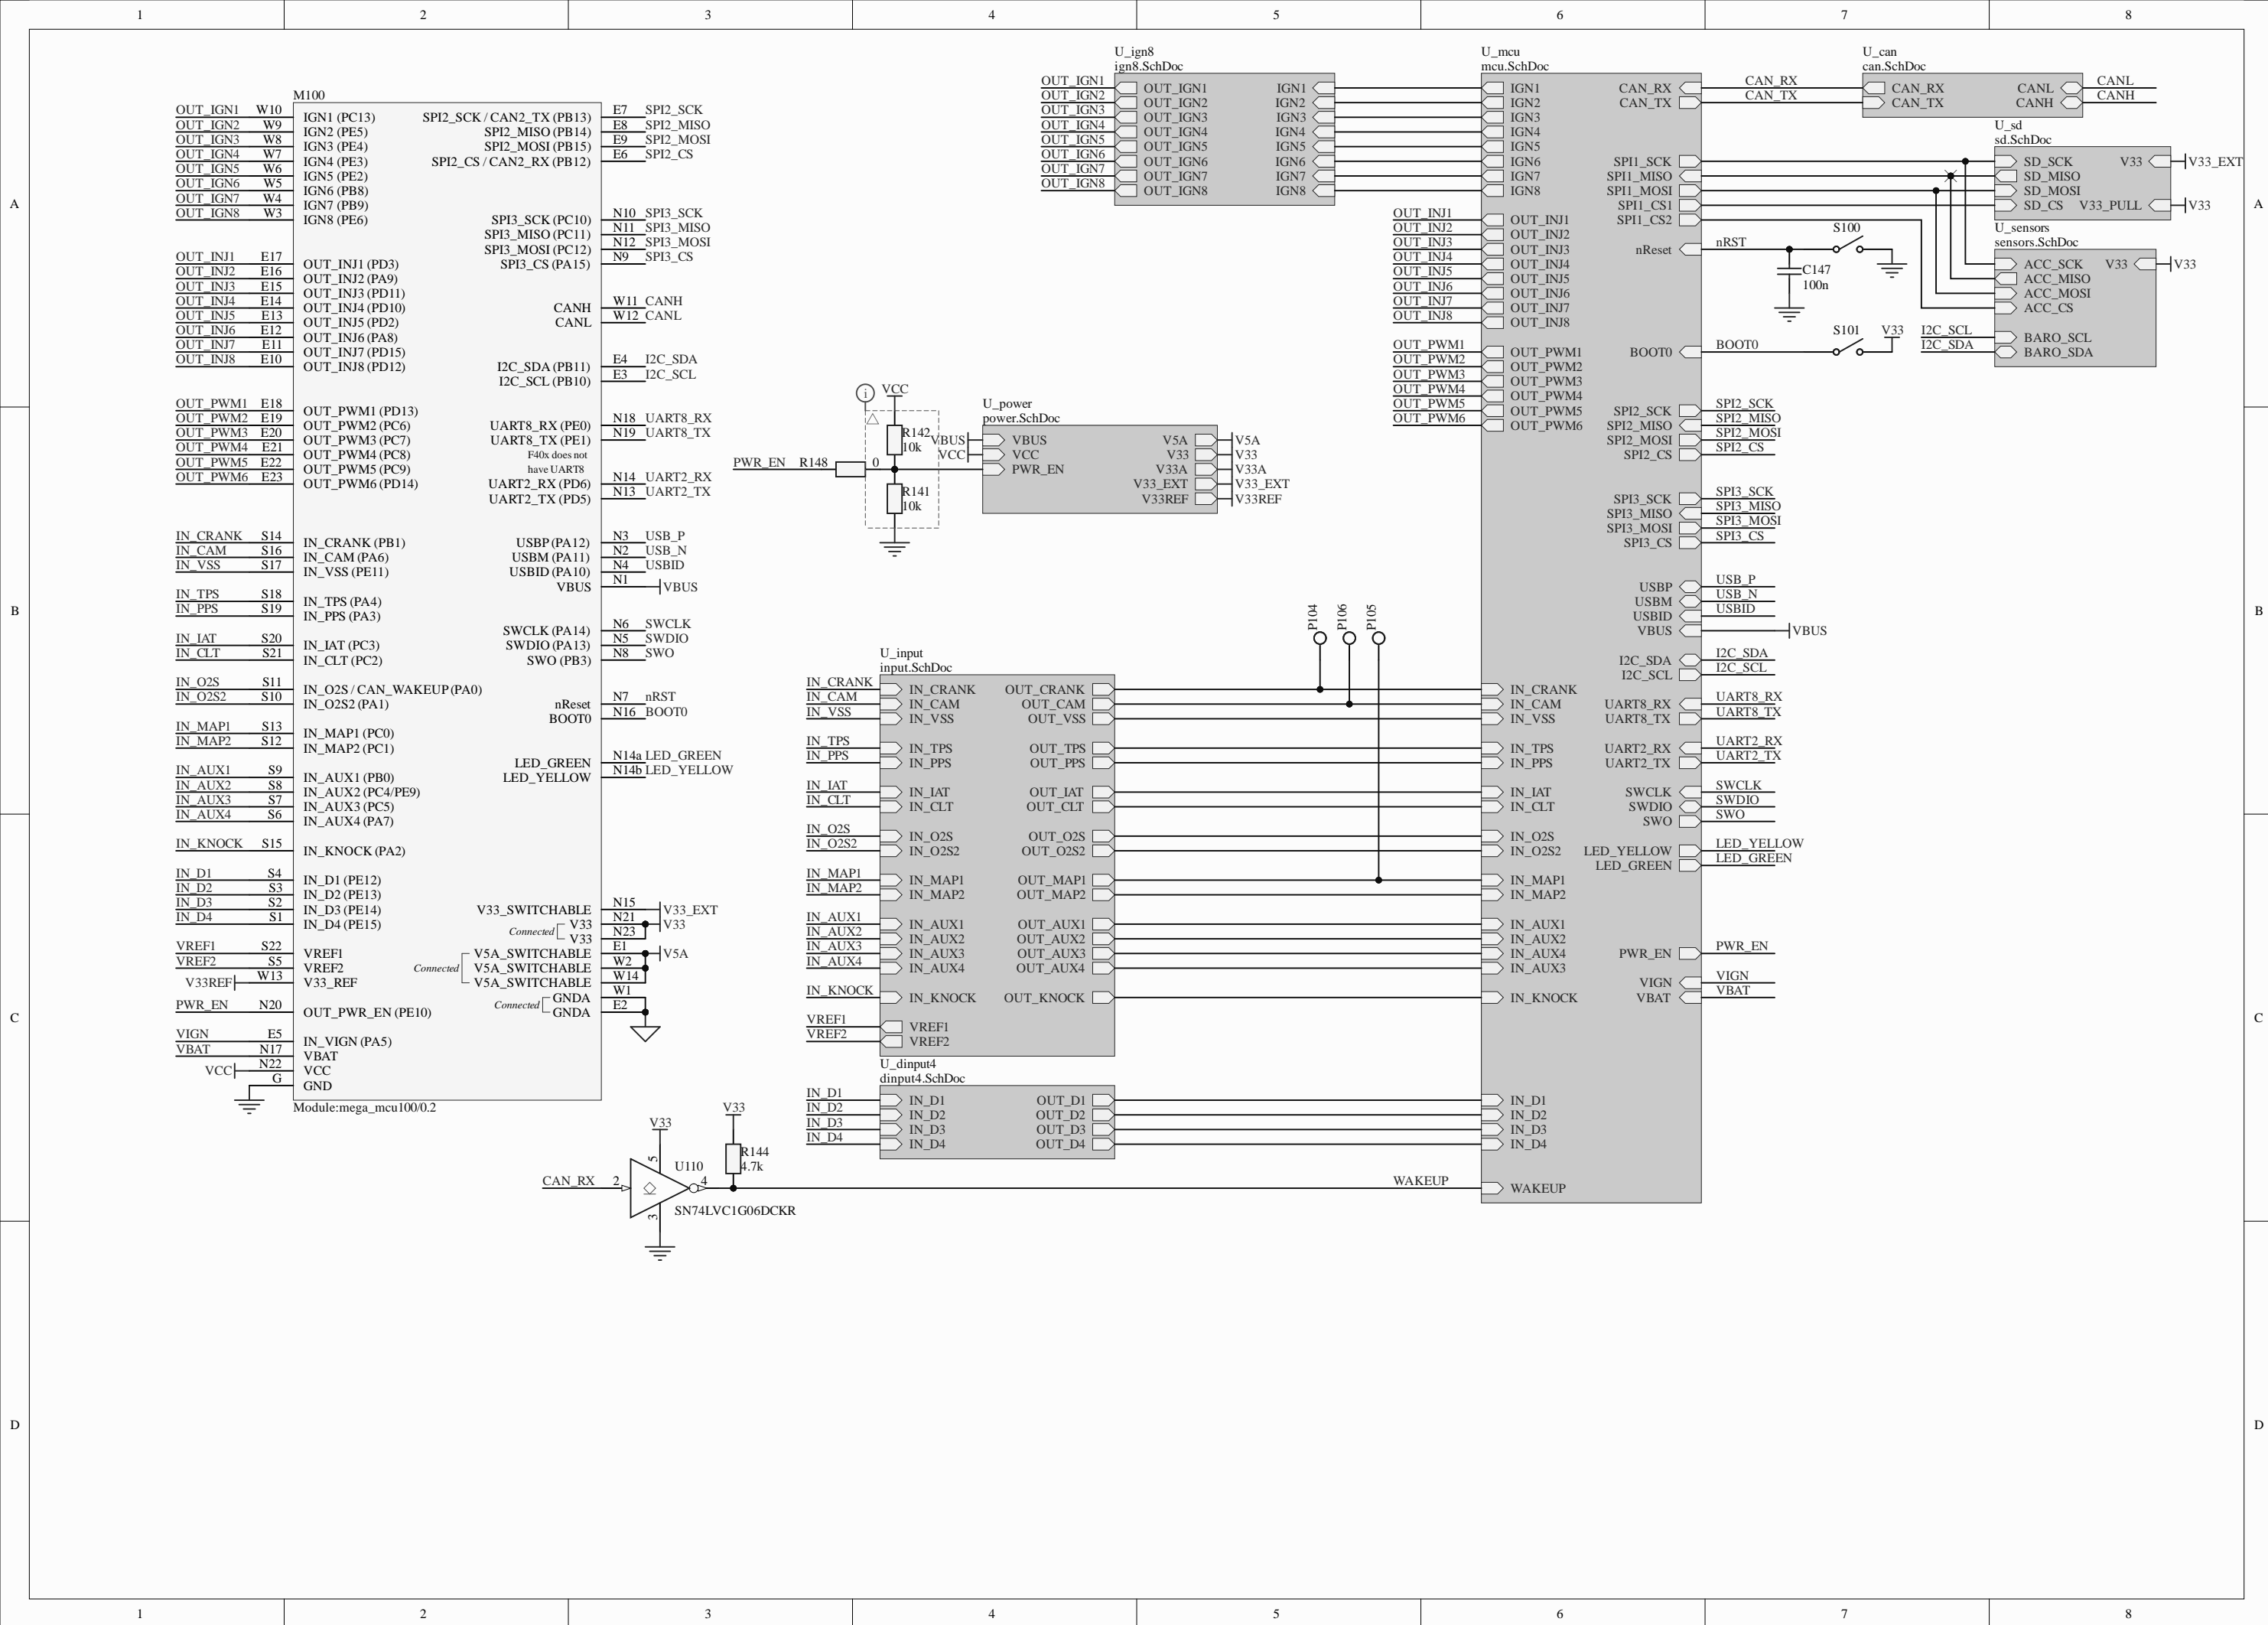 1 2 3 4 5 6 7 8
A
B
C
D
M100
OUT_IGN1 W10 IGN1 (PC13)
OUT_IGN2 W9 IGN2 (PE5)
OUT_IGN3 W8 IGN3 (PE4)
OUT_IGN4 W7 IGN4 (PE3)
OUT_IGN5 W6 IGN5 (PE2)
OUT_IGN6 W5 IGN6 (PB8)
OUT_IGN7 W4 IGN7 (PB9)
OUT_IGN8 W3 IGN8 (PE6)
OUT_INJ1 E17 OUT_INJ1 (PD3)
OUT_INJ2 E16 OUT_INJ2 (PA9)
OUT_INJ3 E15 OUT_INJ3 (PD11)
OUT_INJ4 E14 OUT_INJ4 (PD10)
OUT_INJ5 E13 OUT_INJ5 (PD2)
OUT_INJ6 E12 OUT_INJ6 (PA8)
OUT_INJ7 E11 OUT_INJ7 (PD15)
OUT_INJ8 E10 OUT_INJ8 (PD12)
OUT_PWM1 E18 OUT_PWM1 (PD13)
OUT_PWM2 E19 OUT_PWM2 (PC6)
OUT_PWM3 E20 OUT_PWM3 (PC7)
OUT_PWM4 E21 OUT_PWM4 (PC8)
OUT_PWM5 E22 OUT_PWM5 (PC9)
OUT_PWM6 E23 OUT_PWM6 (PD14)
IN_CRANK S14 IN_CRANK (PB1)
IN_CAM S16 IN_CAM (PA6)
IN_VSS S17 IN_VSS (PE11)
IN_TPS S18 IN_TPS (PA4)
IN_PPS S19 IN_PPS (PA3)
IN_IAT S20 IN_IAT (PC3)
IN_CLT S21 IN_CLT (PC2)
IN_O2S S11 IN_O2S / CAN_WAKEUP (PA0)
IN_O2S2 S10 IN_O2S2 (PA1)
IN_MAP1 S13 IN_MAP1 (PC0)
IN_MAP2 S12 IN_MAP2 (PC1)
IN_AUX1 S9 IN_AUX1 (PB0)
IN_AUX2 S8 IN_AUX2 (PC4/PE9)
IN_AUX3 S7 IN_AUX3 (PC5)
IN_AUX4 S6 IN_AUX4 (PA7)
IN_KNOCK S15 IN_KNOCK (PA2)
IN_D1 S4 IN_D1 (PE12)
IN_D2 S3 IN_D2 (PE13)
IN_D3 S2 IN_D3 (PE14)
IN_D4 S1 IN_D4 (PE15)
VREF1 S22 VREF1
VREF2 S5 VREF2
V33REF W13 V33_REF
PWR_EN N20 OUT_PWR_EN (PE10)
VIGN E5 IN_VIGN (PA5)
VBAT N17 VBAT
VCC N22 VCC
G GND
SPI2_SCK / CAN2_TX (PB13) E7 SPI2_SCK
SPI2_MISO (PB14) E8 SPI2_MISO
SPI2_MOSI (PB15) E9 SPI2_MOSI
SPI2_CS / CAN2_RX (PB12) E6 SPI2_CS
SPI3_SCK (PC10) N10 SPI3_SCK
SPI3_MISO (PC11) N11 SPI3_MISO
SPI3_MOSI (PC12) N12 SPI3_MOSI
SPI3_CS (PA15) N9 SPI3_CS
CANH W11 CANH
CANL W12 CANL
I2C_SDA (PB11) E4 I2C_SDA
I2C_SCL (PB10) E3 I2C_SCL
UART8_RX (PE0) N18 UART8_RX
UART8_TX (PE1) N19 UART8_TX
F40x does not
have UART8
UART2_RX (PD6) N14 UART2_RX
UART2_TX (PD5) N13 UART2_TX
USBP (PA12) N3 USB_P
USBM (PA11) N2 USB_N
USBID (PA10) N4 USBID
VBUS N1 VBUS
SWCLK (PA14) N6 SWCLK
SWDIO (PA13) N5 SWDIO
SWO (PB3) N8 SWO
nReset N7 nRST
BOOT0 N16 BOOT0
LED_GREEN N14a LED_GREEN
LED_YELLOW N14b LED_YELLOW
V33_SWITCHABLE N15 V33_EXT
V33 N21 V33
Connected
V33 N23
V5A_SWITCHABLE E1 V5A
Connected V5A_SWITCHABLE W2
V5A_SWITCHABLE W14
GNDA W1
Connected
GNDA E2
Module:mega_mcu100/0.2
U_ign8
ign8.SchDoc
OUT_IGN1 OUT_IGN1 IGN1
OUT_IGN2 OUT_IGN2 IGN2
OUT_IGN3 OUT_IGN3 IGN3
OUT_IGN4 OUT_IGN4 IGN4
OUT_IGN5 OUT_IGN5 IGN5
OUT_IGN6 OUT_IGN6 IGN6
OUT_IGN7 OUT_IGN7 IGN7
OUT_IGN8 OUT_IGN8 IGN8
i VCC
R142
10k
PWR_EN R148 0
R141
10k
U_power
power.SchDoc
VBUS VBUS V5A V5A
VCC VCC V33 V33
PWR_EN V33A V33A
V33_EXT V33_EXT
V33REF V33REF
P104 P106 P105
U_input
input.SchDoc
IN_CRANK IN_CRANK OUT_CRANK
IN_CAM IN_CAM OUT_CAM
IN_VSS IN_VSS OUT_VSS
IN_TPS IN_TPS OUT_TPS
IN_PPS IN_PPS OUT_PPS
IN_IAT IN_IAT OUT_IAT
IN_CLT IN_CLT OUT_CLT
IN_O2S IN_O2S OUT_O2S
IN_O2S2 IN_O2S2 OUT_O2S2
IN_MAP1 IN_MAP1 OUT_MAP1
IN_MAP2 IN_MAP2 OUT_MAP2
IN_AUX1 IN_AUX1 OUT_AUX1
IN_AUX2 IN_AUX2 OUT_AUX2
IN_AUX3 IN_AUX3 OUT_AUX3
IN_AUX4 IN_AUX4 OUT_AUX4
IN_KNOCK IN_KNOCK OUT_KNOCK
VREF1 VREF1
VREF2 VREF2
U_dinput4
dinput4.SchDoc
IN_D1 IN_D1 OUT_D1
IN_D2 IN_D2 OUT_D2
IN_D3 IN_D3 OUT_D3
IN_D4 IN_D4 OUT_D4
V33 V33
R144
4.7k
5 U110
CAN_RX 2 4 WAKEUP
3 SN74LVC1G06DCKR
U_mcu
mcu.SchDoc
IGN1 CAN_RX CAN_RX
IGN2 CAN_TX CAN_TX
IGN3
IGN4
IGN5
IGN6 SPI1_SCK
IGN7 SPI1_MISO
IGN8 SPI1_MOSI
SPI1_CS1
OUT_INJ1 OUT_INJ1 SPI1_CS2
OUT_INJ2 OUT_INJ2
OUT_INJ3 OUT_INJ3 nReset nRST
OUT_INJ4 OUT_INJ4
OUT_INJ5 OUT_INJ5
OUT_INJ6 OUT_INJ6
OUT_INJ7 OUT_INJ7
OUT_INJ8 OUT_INJ8
OUT_PWM1 OUT_PWM1 BOOT0 BOOT0
OUT_PWM2 OUT_PWM2
OUT_PWM3 OUT_PWM3
OUT_PWM4 OUT_PWM4
OUT_PWM5 OUT_PWM5 SPI2_SCK SPI2_SCK
OUT_PWM6 OUT_PWM6 SPI2_MISO SPI2_MISO
SPI2_MOSI SPI2_MOSI
SPI2_CS SPI2_CS
SPI3_SCK SPI3_SCK
SPI3_MISO SPI3_MISO
SPI3_MOSI SPI3_MOSI
SPI3_CS SPI3_CS
USBP USB_P
USBM USB_N
USBID USBID
VBUS VBUS
I2C_SDA I2C_SDA
I2C_SCL I2C_SCL
IN_CRANK
IN_CAM UART8_RX UART8_RX
IN_VSS UART8_TX UART8_TX
IN_TPS UART2_RX UART2_RX
IN_PPS UART2_TX UART2_TX
IN_IAT SWCLK SWCLK
IN_CLT SWDIO SWDIO
SWO SWO
IN_O2S
IN_O2S2 LED_YELLOW LED_YELLOW
LED_GREEN LED_GREEN
IN_MAP1
IN_MAP2
IN_AUX1
IN_AUX2
IN_AUX4 PWR_EN PWR_EN
IN_AUX3
VIGN VIGN
IN_KNOCK VBAT VBAT
IN_D1
IN_D2
IN_D3
IN_D4
WAKEUP
U_can
can.SchDoc
CAN_RX CANL CANL
CAN_TX CANH CANH
U_sd
sd.SchDoc
SD_SCK V33 V33_EXT
SD_MISO
SD_MOSI
SD_CS V33_PULL V33
S100
C147
100n
S101 V33
U_sensors
sensors.SchDoc
ACC_SCK V33 V33
ACC_MISO
ACC_MOSI
ACC_CS
I2C_SCL BARO_SCL
I2C_SDA BARO_SDA
A
B
C
D
1 2 3 4 5 6 7 8